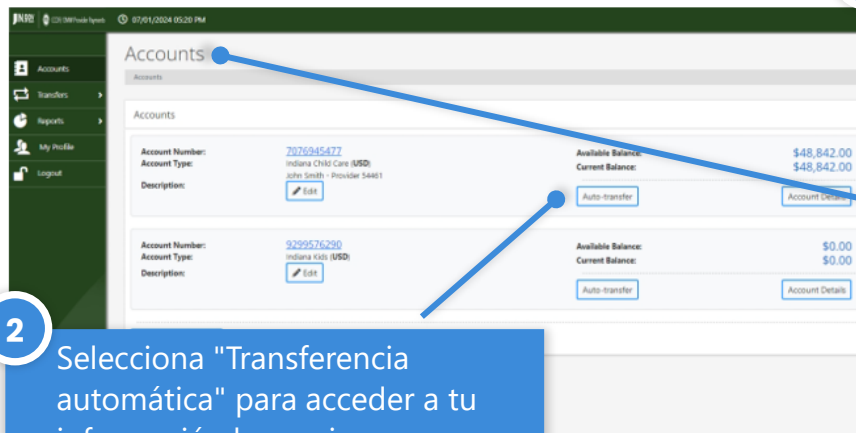 07/01/2024 05:20 PM
Accounts
Accounts
Accounts
Transfers
Reports
My Profile
Logout
Accounts
Account Number: 7076945477 Available Balance: $48,842.00
Account Type: Indiana Child Care (USD) Current Balance: $48,842.00
John Smith - Provider 54461
Description: Edit
Auto-transfer Account Details
Account Number: 9299576290 Available Balance: $0.00
Account Type: Indiana Kids (USD) Current Balance: $0.00
Description: Edit
Auto-transfer Account Details
2
Selecciona "Transferencia
automática" para acceder a tu